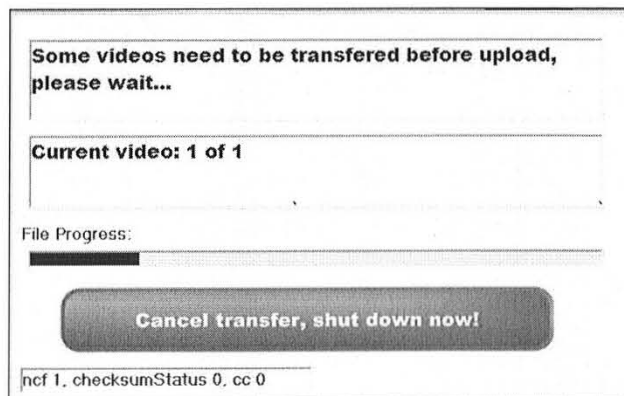 Some videos need to be transfered before upload,
please wait...
Current video: 1 of 1
File Progress:
Cancel transfer, shut down now!
ncf 1, checksumStatus 0, cc 0